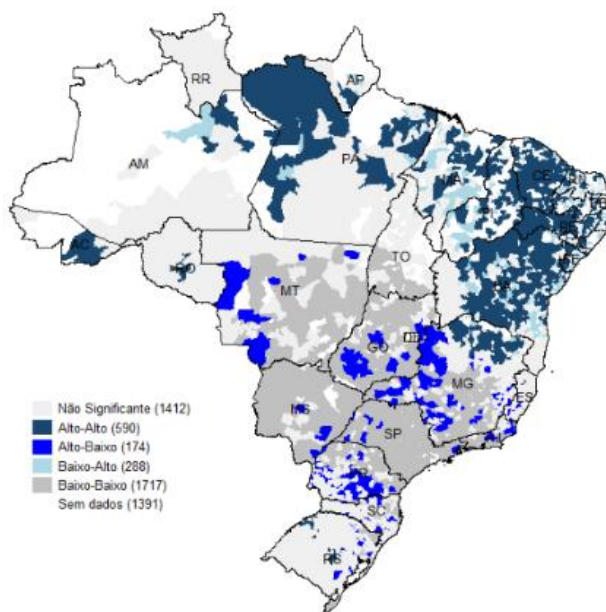 RR
AP
AM
PA
MA
CE
AC
RO
TO
BA
MT
GO
MG
ES
MS
SP
PR
SC
RS
Não Significante (1412)
Alto-Alto (590)
Alto-Baixo (174)
Baixo-Alto (288)
Baixo-Baixo (1717)
Sem dados (1391)